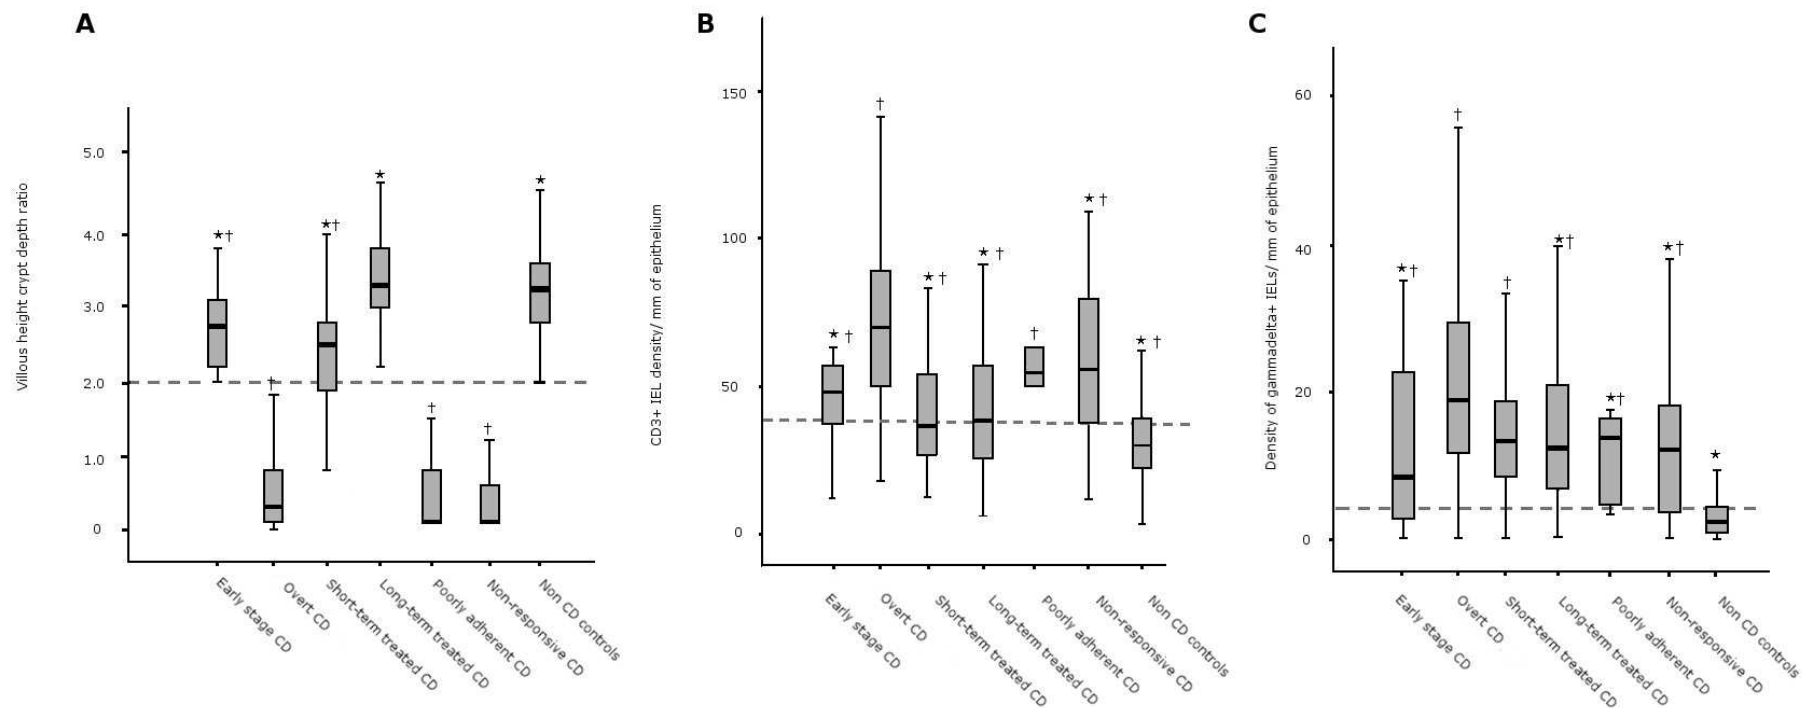 A
Villous height crypt depth ratio
5.0
4.0
3.0
2.0
1.0
0
★†
†
★†
★
†
†
★
Early stage CD
Overt CD
Short-term treated CD
Long-term treated CD
Poorly adherent CD
Non-responsive CD
Non CD controls
B
CD3+ IEL density/ mm of epithelium
150
100
50
0
★ †
†
★ †
★ †
†
★ †
★ †
Early stage CD
Overt CD
Short-term treated CD
Long-term treated CD
Poorly adherent CD
Non-responsive CD
Non CD controls
C
Density of gammadelta+ IELs/ mm of epithelium
60
40
20
0
★†
†
†
★†
★†
★†
★
Early stage CD
Overt CD
Short-term treated CD
Long-term treated CD
Poorly adherent CD
Non-responsive CD
Non CD controls